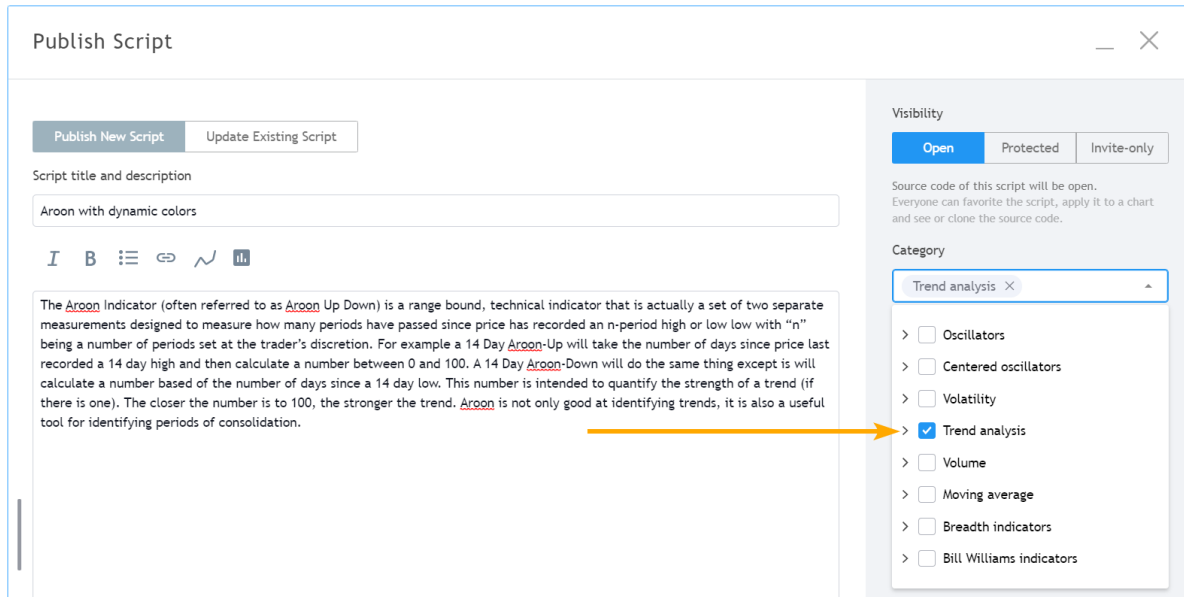 Publish Script
Publish New Script
Update Existing Script
Script title and description
Aroon with dynamic colors
I B
The Aroon Indicator (often referred to as Aroon Up Down) is a range bound, technical indicator that is actually a set of two separate
measurements designed to measure how many periods have passed since price has recorded an n-period high or low low with “n”
being a number of periods set at the trader’s discretion. For example a 14 Day Aroon-Up will take the number of days since price last
recorded a 14 day high and then calculate a number between 0 and 100. A 14 Day Aroon-Down will do the same thing except is will
calculate a number based of the number of days since a 14 day low. This number is intended to quantify the strength of a trend (if
there is one). The closer the number is to 100, the stronger the trend. Aroon is not only good at identifying trends, it is also a useful
tool for identifying periods of consolidation.
Visibility
Open
Protected
Invite-only
Source code of this script will be open.
Everyone can favorite the script, apply it to a chart
and see or clone the source code.
Category
Trend analysis
Oscillators
Centered oscillators
Volatility
Trend analysis
Volume
Moving average
Breadth indicators
Bill Williams indicators